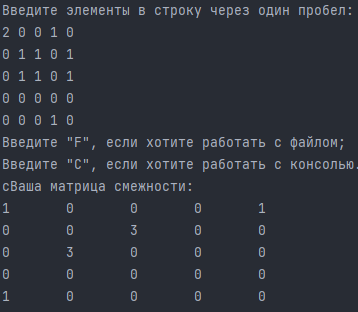 Введите элементы в строку через один пробел:
2 0 0 1 0
0 1 1 0 1
0 1 1 0 1
0 0 0 0 0
0 0 0 1 0
Введите "F", если хотите работать с файлом;
Введите "C", если хотите работать с консолью.
cВаша матрица смежности:
1 0 0 0 1
0 0 3 0 0
0 3 0 0 0
0 0 0 0 0
1 0 0 0 0